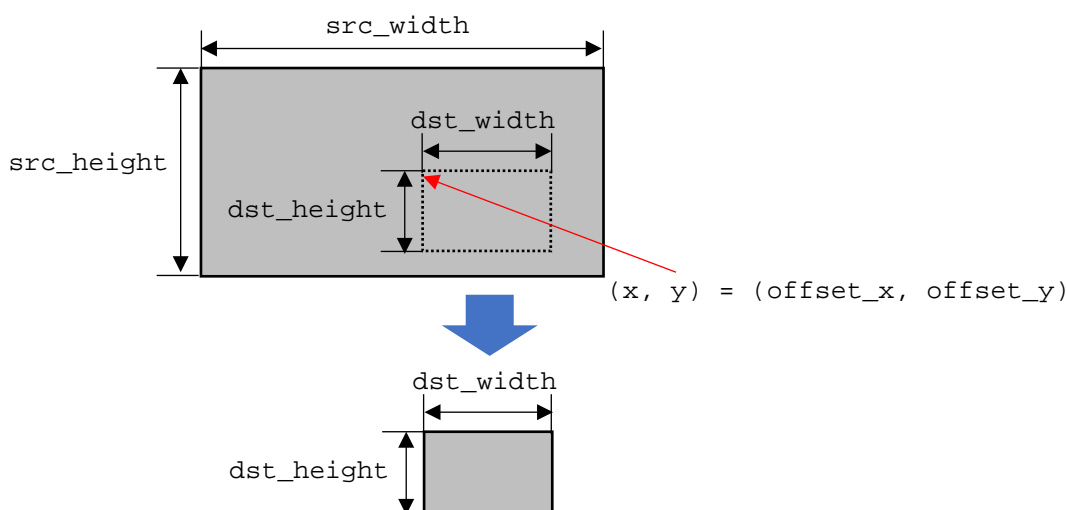 src_width
dst_width
src_height
dst_height
(x, y) = (offset_x, offset_y)
dst_width
dst_height